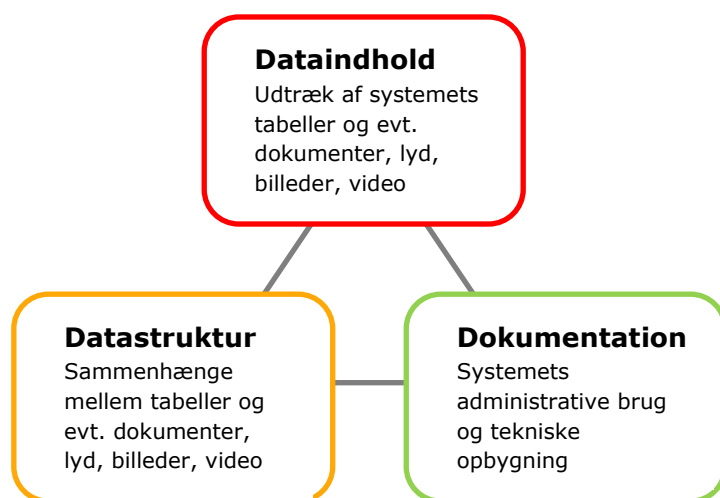 Dataindhold
Udtræk af systemets
tabeller og evt.
dokumenter, lyd,
billeder, video
Datastruktur
Sammenhænge
mellem tabeller og
evt. dokumenter,
lyd, billeder, video
Dokumentation
Systemets
administrative brug
og tekniske
opbygning